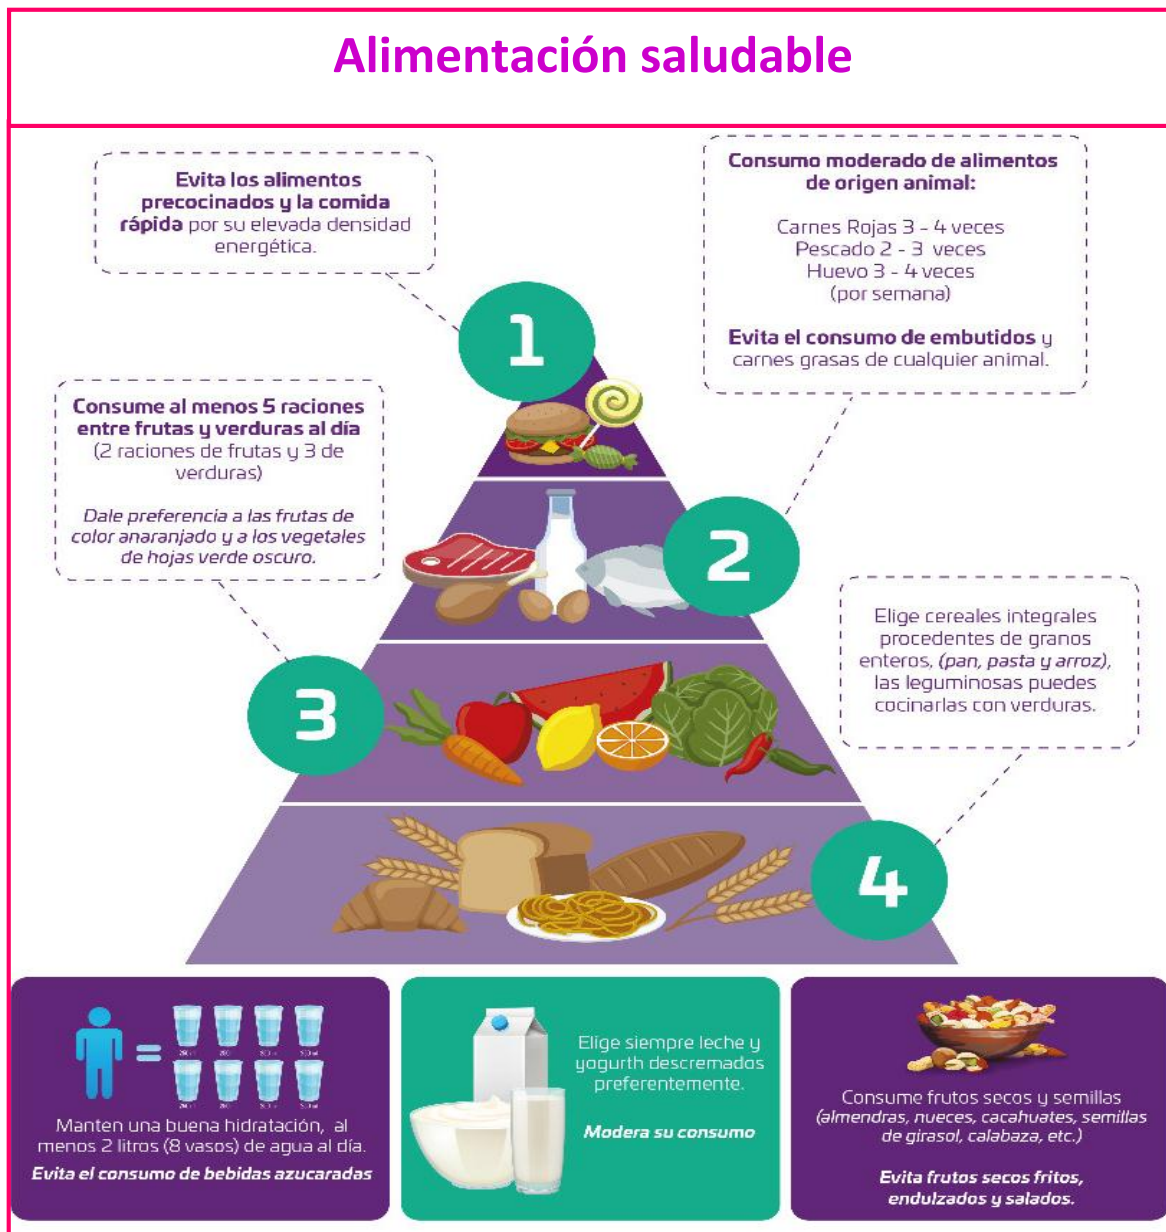 Alimentación saludable
Evita los alimentos
precocinados y la comida
rápida por su elevada densidad
energética.
Consumo moderado de alimentos
de origen animal:
Carnes Rojas 3 - 4 veces
Pescado 2 - 3 veces
Huevo 3 - 4 veces
(por semana)
Evita el consumo de embutidos y
carnes grasas de cualquier animal.
1
Consume al menos 5 raciones
entre frutas y verduras al día
(2 raciones de frutas y 3 de
verduras)
Dale preferencia a las frutas de
color anaranjado y a los vegetales
de hojas verde oscuro.
2
Elige cereales integrales
procedentes de granos
enteros, (pan, pasta y arroz),
las leguminosas puedes
cocinarlas con verduras.
3
4
=
Manten una buena hidratación, al
menos 2 litros (8 vasos) de agua al día.
Evita el consumo de bebidas azucaradas
Elige siempre leche y
yogurth descremados
preferentemente.
Modera su consumo
Consume frutos secos y semillas
(almendras, nueces, cacahuates, semillas
de girasol, calabaza, etc.)
Evita frutos secos fritos,
endulzados y salados.